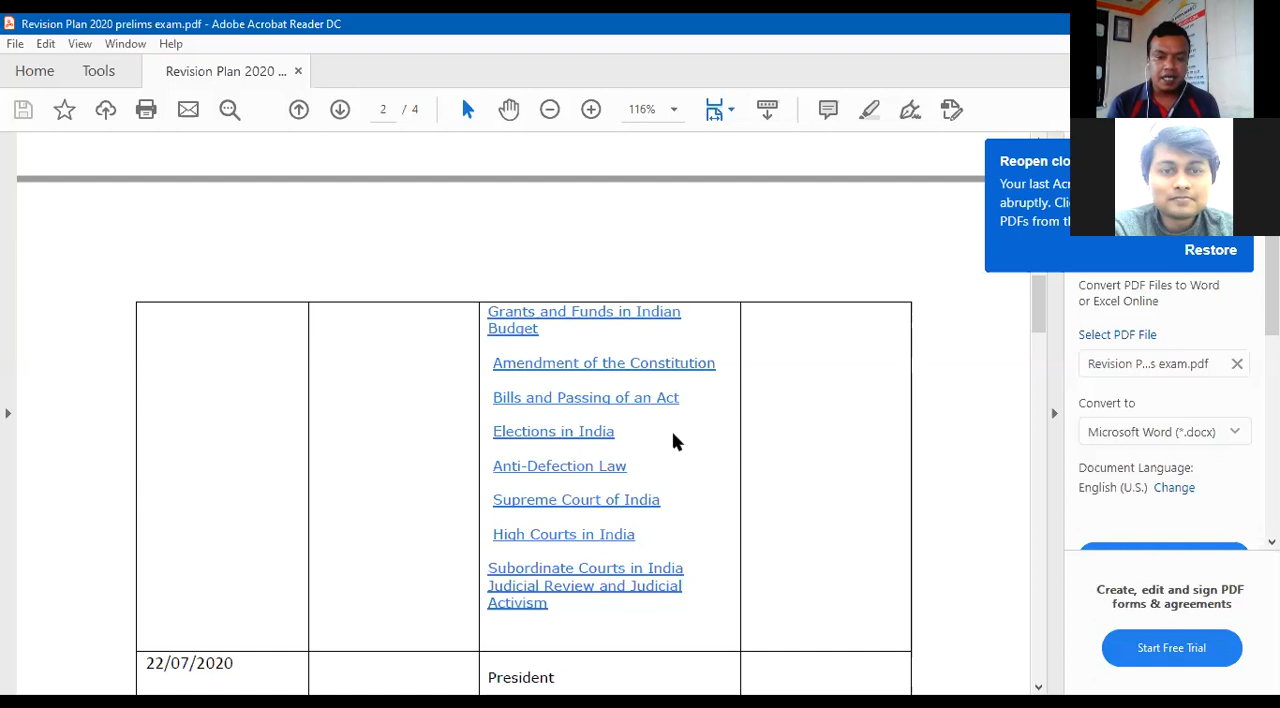 Revision Plan 2020 prelims exam.pdf - Adobe Acrobat Reader DC
File Edit View Window Help
Home Tools Revision Plan 2020 ... ×
2 / 4 116%
Reopen clo
Your last Acr
abruptly. Clic
PDFs from th
Restore
Convert PDF Files to Word
or Excel Online
Select PDF File
Revision P...s exam.pdf
Convert to
Microsoft Word (*.docx)
Document Language:
English (U.S.) Change
Create, edit and sign PDF
forms & agreements
Start Free Trial
Grants and Funds in Indian
Budget
Amendment of the Constitution
Bills and Passing of an Act
Elections in India
Anti-Defection Law
Supreme Court of India
High Courts in India
Subordinate Courts in India
Judicial Review and Judicial
Activism
22/07/2020
President